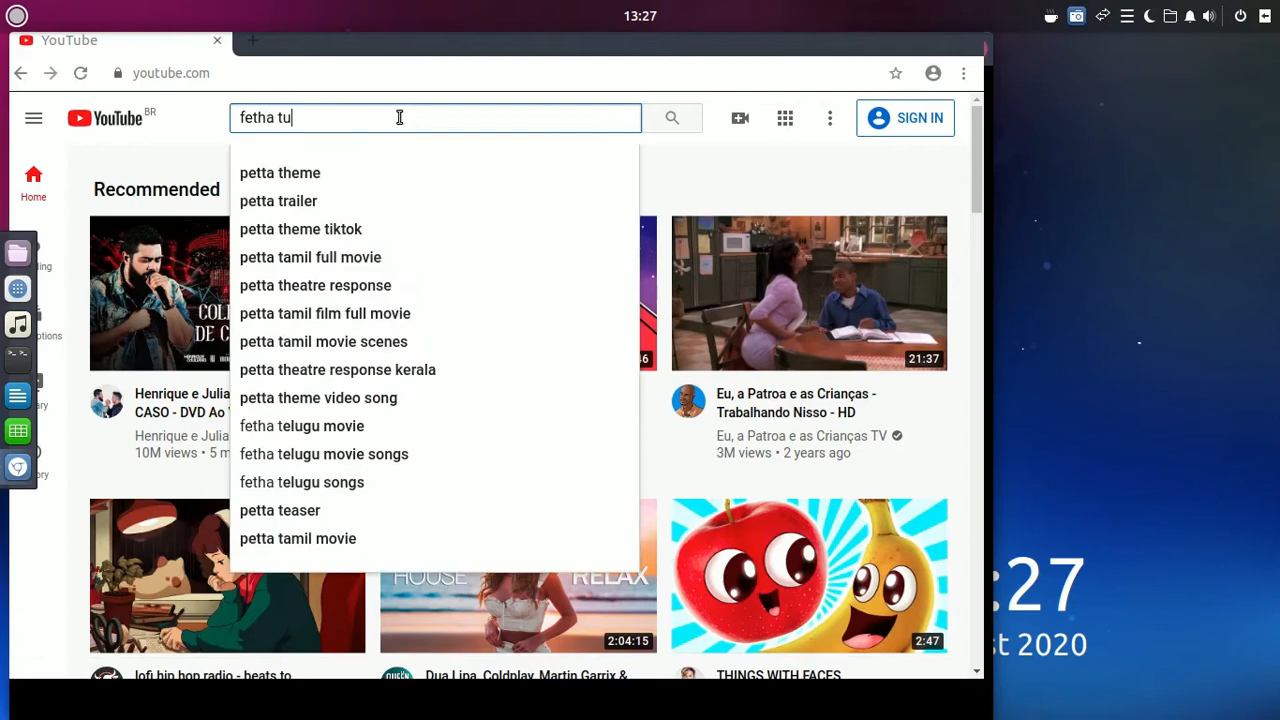 13:27
YouTube
youtube.com
YouTube BR
fetha tu
SIGN IN
petta theme
petta trailer
petta theme tiktok
petta tamil full movie
petta theatre response
petta tamil film full movie
petta tamil movie scenes
petta theatre response kerala
petta theme video song
fetha telugu movie
fetha telugu movie songs
fetha telugu songs
petta teaser
petta tamil movie
Home
Recommended
Henrique e Julia
CASO - DVD Ao
Henrique e Julia
10M views • 5 m
46
21:37
Eu, a Patroa e as Crianças -
Trabalhando Nisso - HD
Eu, a Patroa e as Crianças TV
3M views • 2 years ago
HOUSE
RELAX
2:04:15
2:47
lofi hip hop radio - beats to
Dua Lipa, Coldplay, Martin Garrix &
THINGS WITH FACES
:27
st 2020